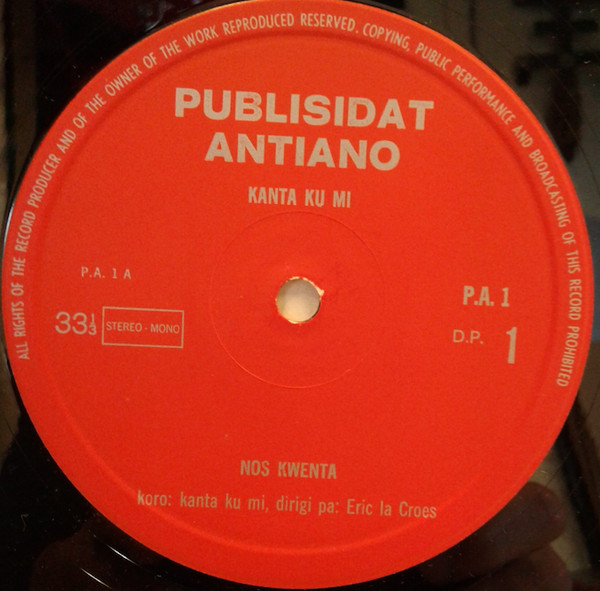 ALL RIGHTS OF THE RECORD PRODUCER AND OF THE OWNER OF THE WORK REPRODUCED RESERVED. COPYING, PUBLIC PERFORMANCE AND BROADCASTING OF THIS RECORD PROHIBITED
PUBLISIDAT
ANTIANO
KANTA KU MI
P.A. 1 A
P.A. 1
33⅓ STEREO - MONO
D.P. 1
NOS KWENTA
koro: kanta ku mi, dirigi pa: Eric la Croes